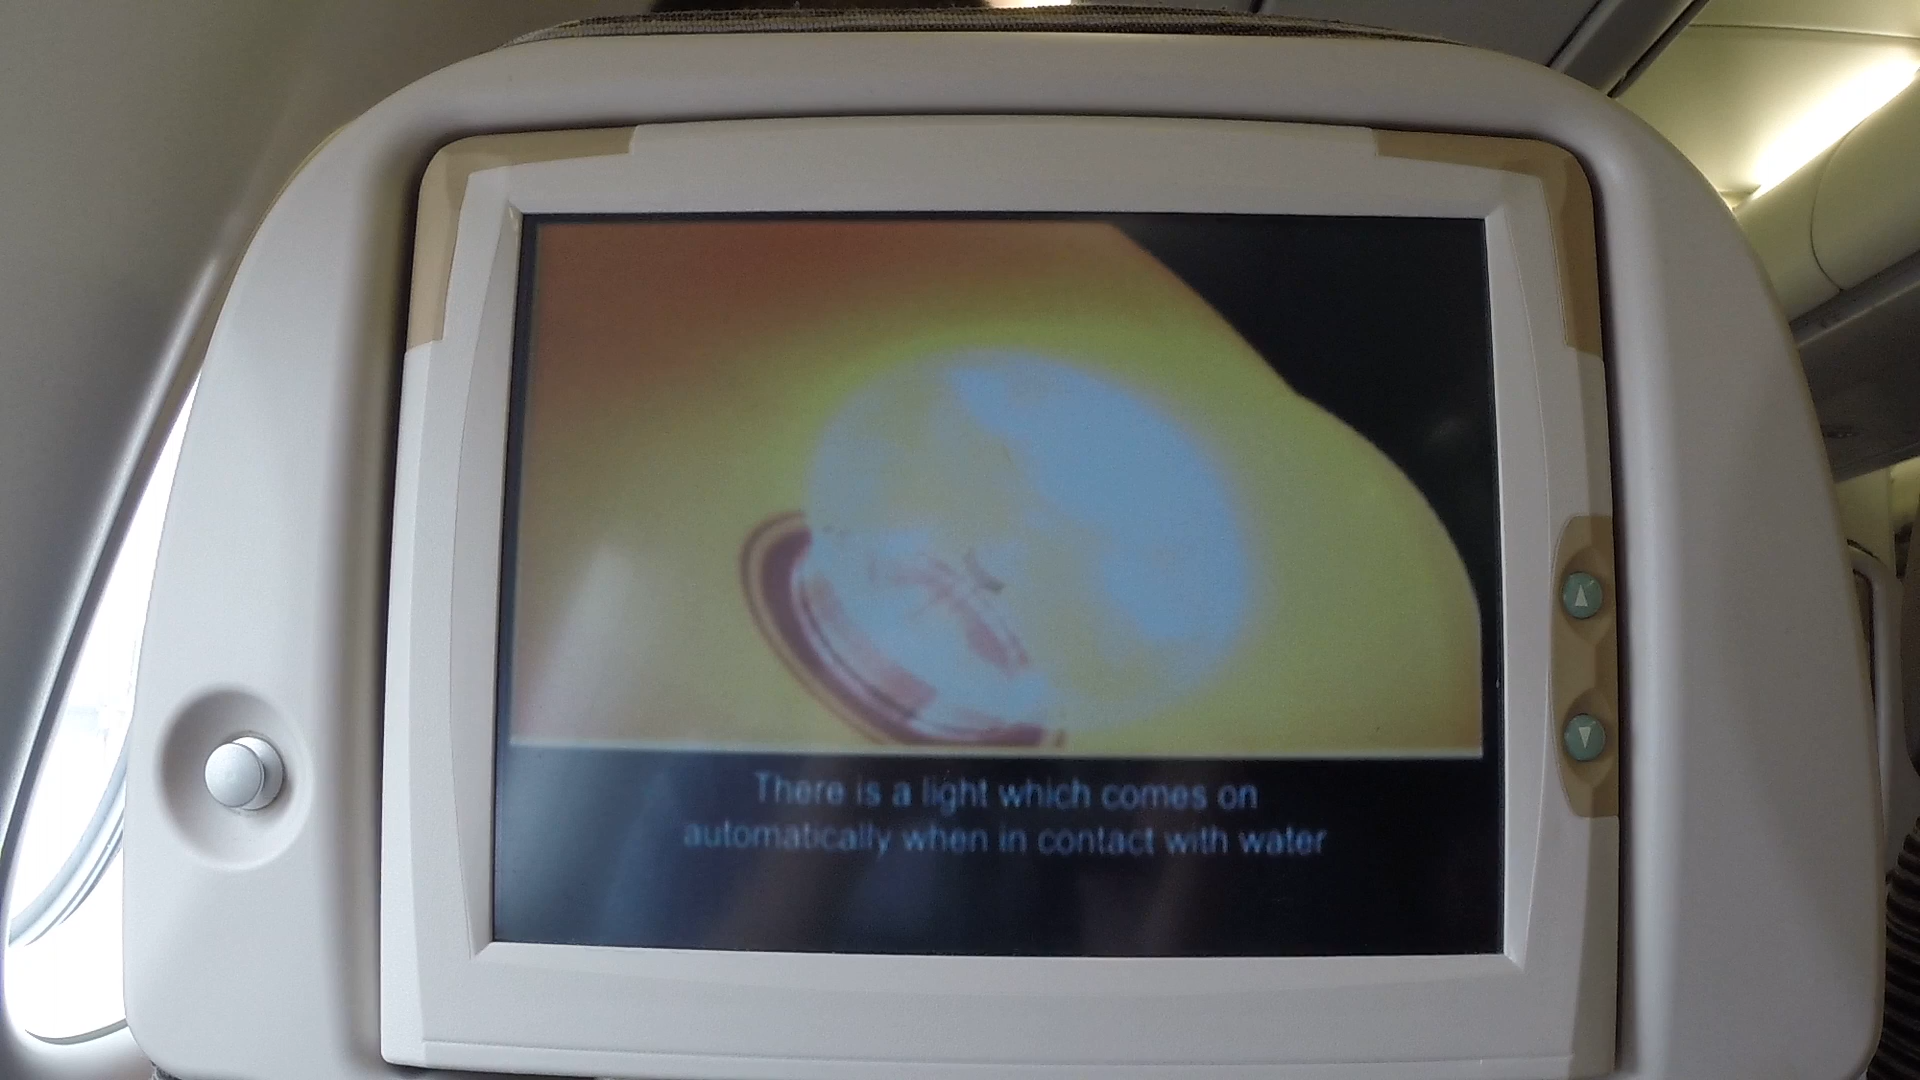 There is a light which comes on
automatically when in contact with water